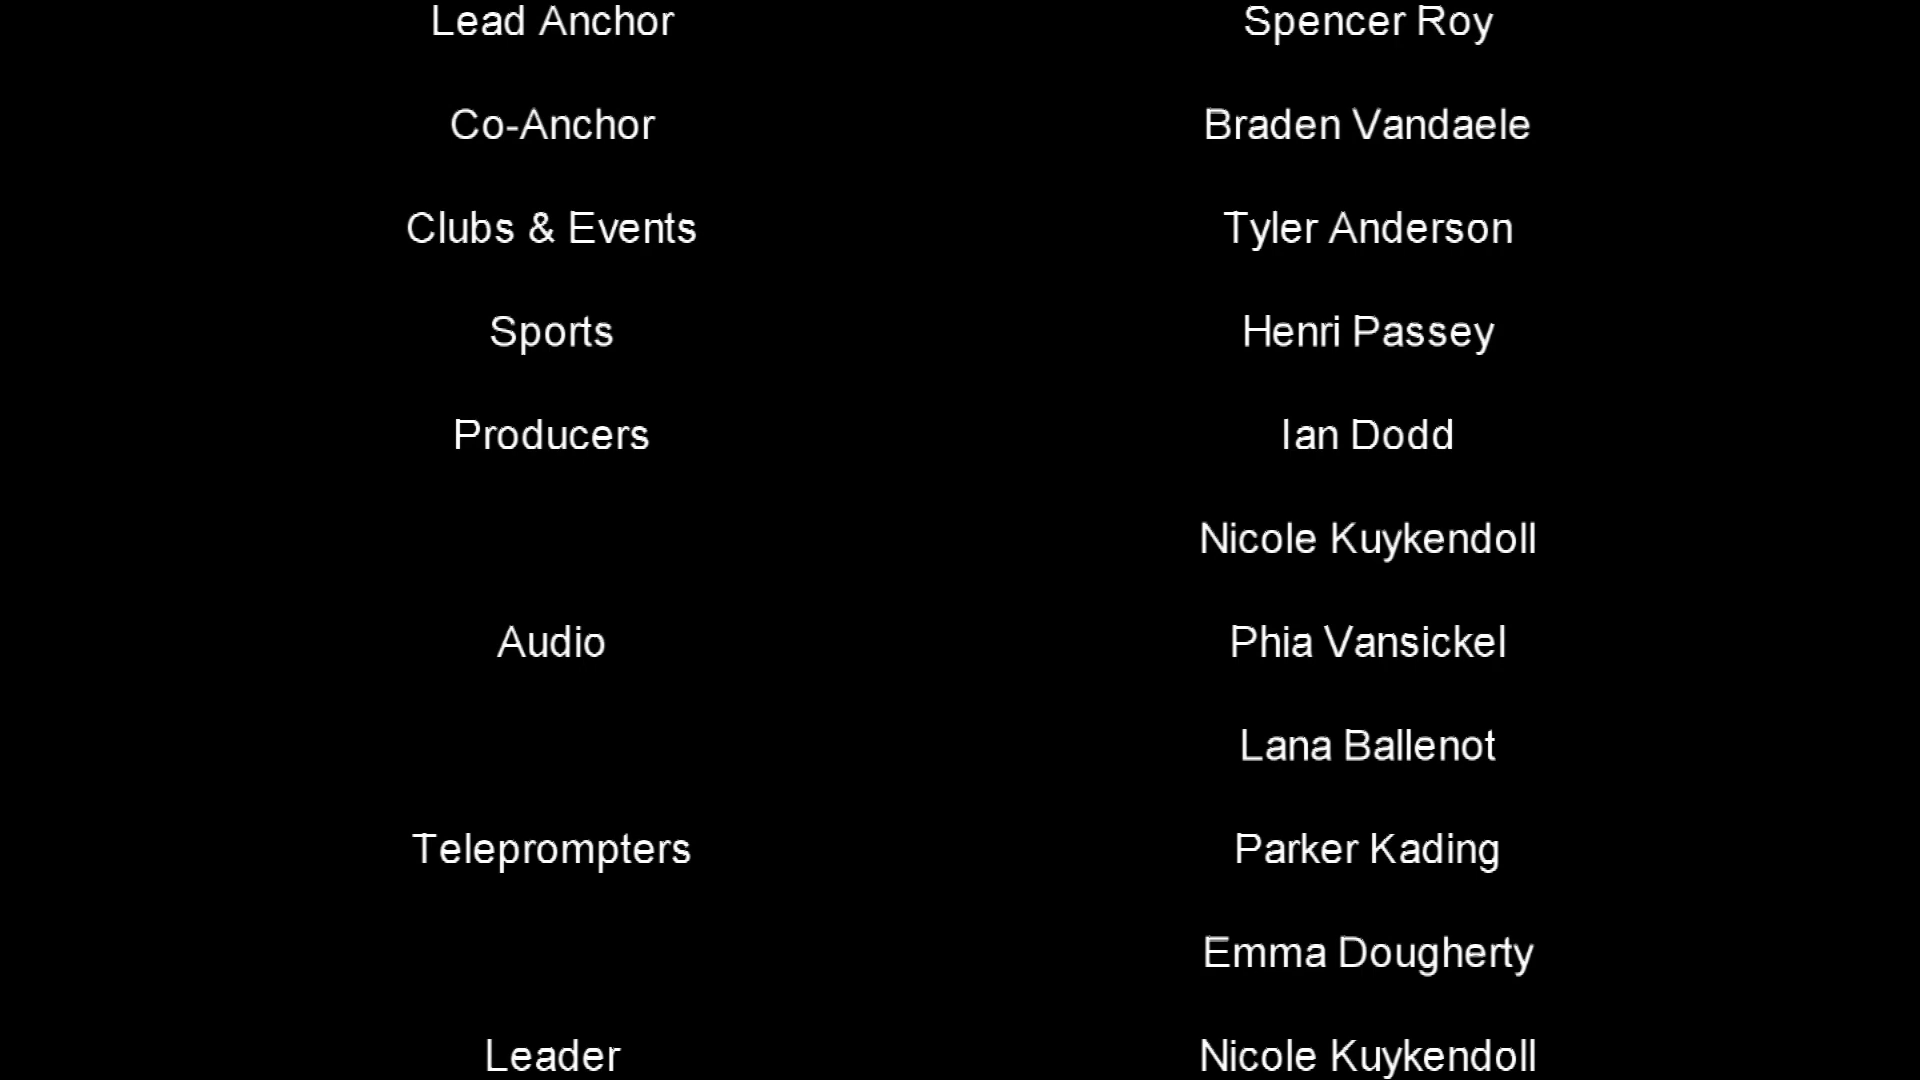 Lead Anchor Spencer Roy
Co-Anchor Braden Vandaele
Clubs & Events Tyler Anderson
Sports Henri Passey
Producers Ian Dodd
Nicole Kuykendoll
Audio Phia Vansickel
Lana Ballenot
Teleprompters Parker Kading
Emma Dougherty
Leader Nicole Kuykendoll